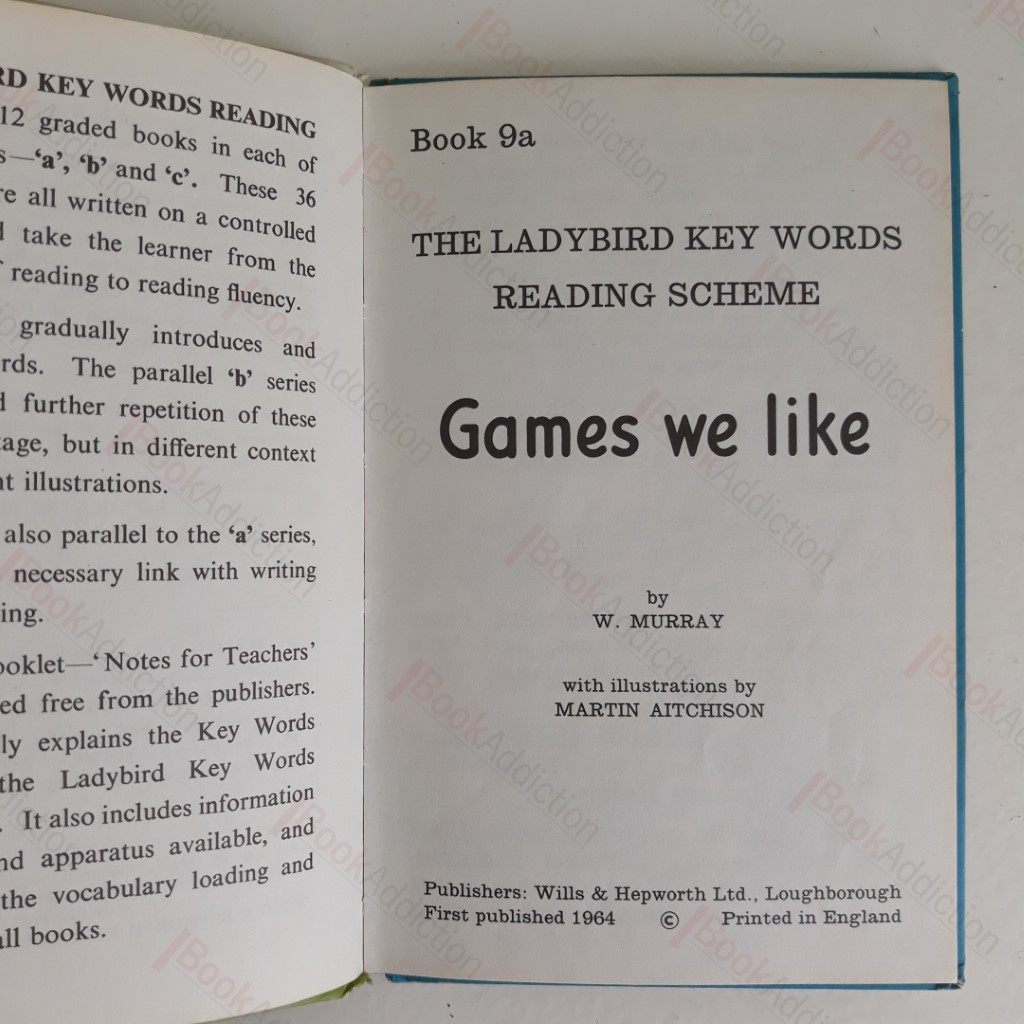 RD KEY WORDS READING
12 graded books in each of
s—‘a’, ‘b’ and ‘c’. These 36
re all written on a controlled
take the learner from the
reading to reading fluency.
gradually introduces and
rds. The parallel ‘b’ series
further repetition of these
tage, but in different context
nt illustrations.
also parallel to the ‘a’ series,
necessary link with writing
ing.
ooklet—‘Notes for Teachers’
ed free from the publishers.
ly explains the Key Words
the Ladybird Key Words
. It also includes information
nd apparatus available, and
the vocabulary loading and
all books.
Book 9a
THE LADYBIRD KEY WORDS
READING SCHEME
Games we like
by
W. MURRAY
with illustrations by
MARTIN AITCHISON
Publishers: Wills & Hepworth Ltd., Loughborough
First published 1964 © Printed in England
BookAddiction